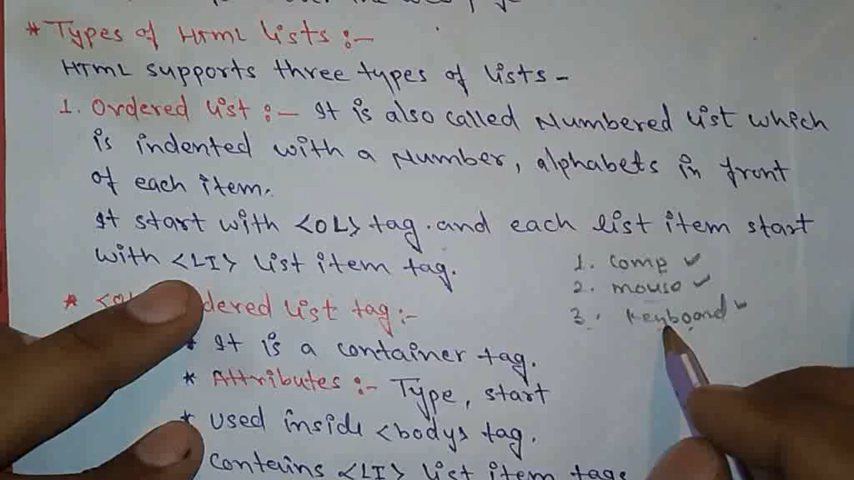 * Types of HTML lists :-
HTML supports three types of lists -
1. Ordered list :- It is also called Numbered list which
is indented with a Number, alphabets in front
of each item.
It start with <OL> tag. and each list item start
with <LI> list item tag.
1. Comp ✓
2. mouse ✓
3. keyboard ✓
* dered list tag :-
* It is a container tag.
* Attributes :- Type, start
* used inside <body> tag.
contains <LI> list item tags